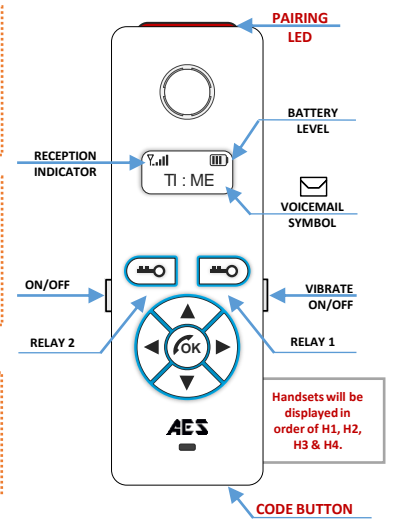 PAIRING
LED
BATTERY
LEVEL
RECEPTION
INDICATOR
TI : ME
VOICEMAIL
SYMBOL
ON/OFF
VIBRATE
ON/OFF
RELAY 2
RELAY 1
OK
Handsets will be
displayed in
order of H1, H2,
H3 & H4.
AES
CODE BUTTON